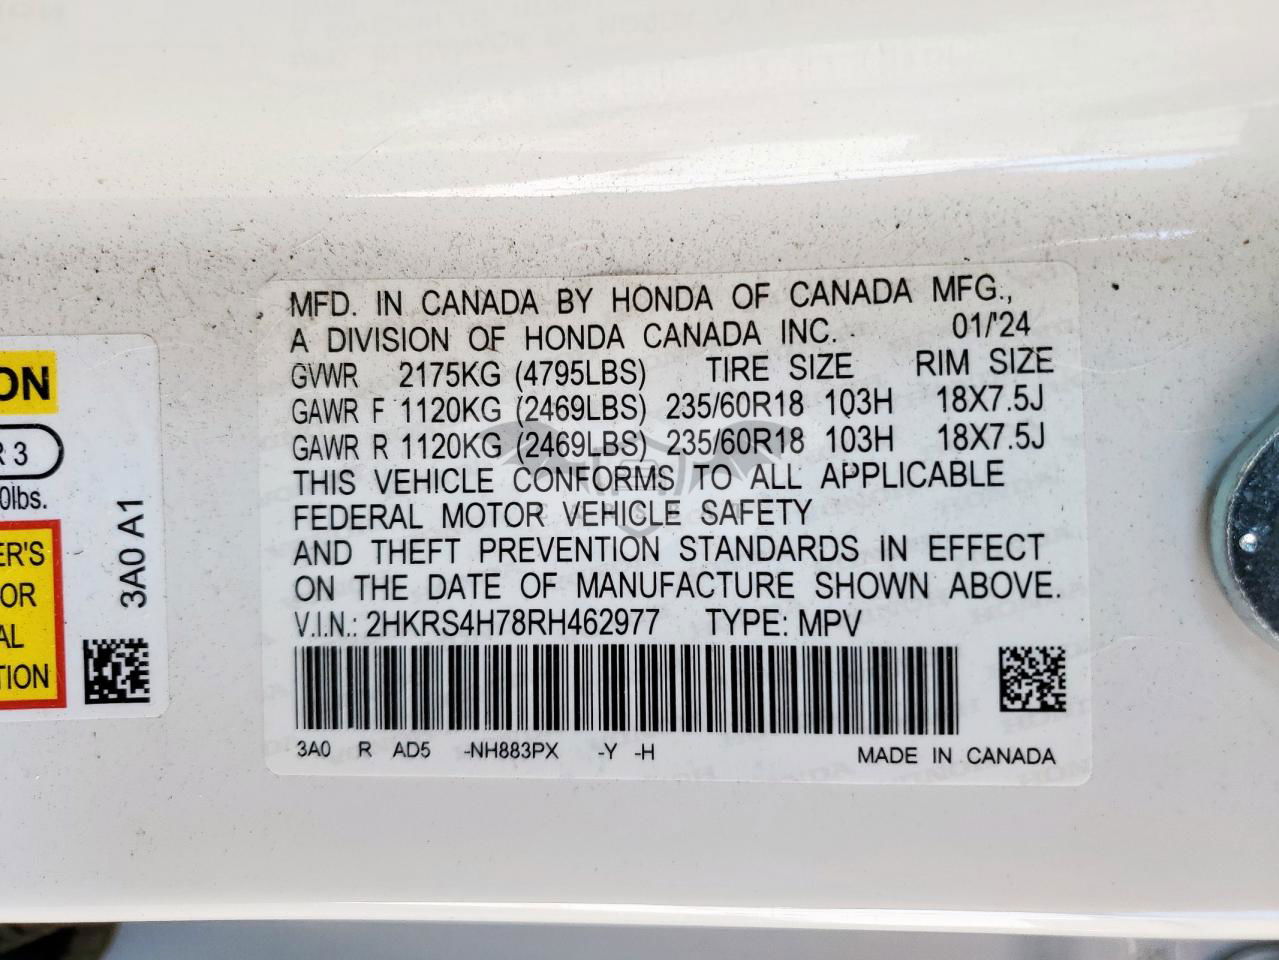 MFD. IN CANADA BY HONDA OF CANADA MFG.,
A DIVISION OF HONDA CANADA INC. 01/'24
GVWR 2175KG (4795LBS) TIRE SIZE RIM SIZE
GAWR F 1120KG (2469LBS) 235/60R18 103H 18X7.5J
GAWR R 1120KG (2469LBS) 235/60R18 103H 18X7.5J
THIS VEHICLE CONFORMS TO ALL APPLICABLE
FEDERAL MOTOR VEHICLE SAFETY
AND THEFT PREVENTION STANDARDS IN EFFECT
ON THE DATE OF MANUFACTURE SHOWN ABOVE.
V.I.N.: 2HKRS4H78RH462977 TYPE: MPV
3A0 R AD5 -NH883PX -Y -H MADE IN CANADA
ON
R 3
0lbs.
ER'S
OR
AL
TION
3A0 A1